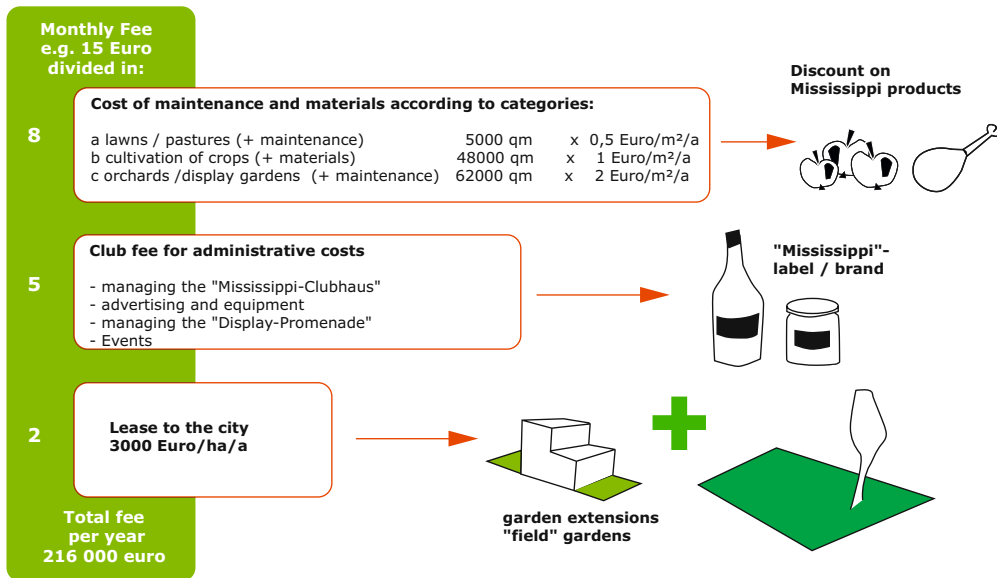 Monthly Fee
e.g. 15 Euro
divided in:
8
Cost of maintenance and materials according to categories:
a lawns / pastures (+ maintenance) 5000 qm x 0,5 Euro/m²/a
b cultivation of crops (+ materials) 48000 qm x 1 Euro/m²/a
c orchards /display gardens (+ maintenance) 62000 qm x 2 Euro/m²/a
Discount on
Mississippi products
5
Club fee for administrative costs
- managing the "Mississippi-Clubhaus"
- advertising and equipment
- managing the "Display-Promenade"
- Events
"Mississippi"-
label / brand
2
Lease to the city
3000 Euro/ha/a
garden extensions
"field" gardens
Total fee
per year
216 000 euro